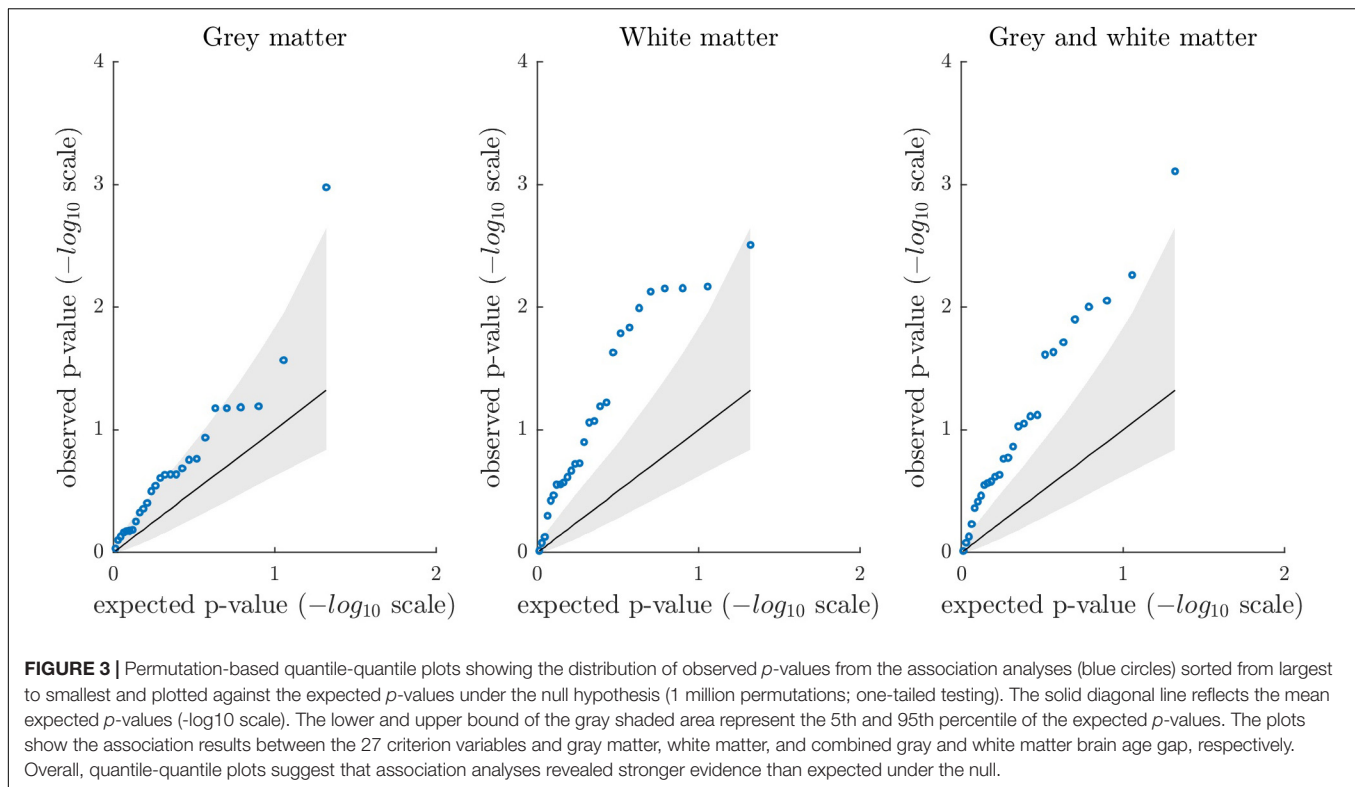 Grey matter
White matter
Grey and white matter
4
3
2
1
0
0
1
2
observed p-value (−log10 scale)
expected p-value (−log10 scale)
4
3
2
1
0
0
1
2
observed p-value (−log10 scale)
expected p-value (−log10 scale)
4
3
2
1
0
0
1
2
observed p-value (−log10 scale)
expected p-value (−log10 scale)
FIGURE 3 | Permutation-based quantile-quantile plots showing the distribution of observed p-values from the association analyses (blue circles) sorted from largest
to smallest and plotted against the expected p-values under the null hypothesis (1 million permutations; one-tailed testing). The solid diagonal line reflects the mean
expected p-values (-log10 scale). The lower and upper bound of the gray shaded area represent the 5th and 95th percentile of the expected p-values. The plots
show the association results between the 27 criterion variables and gray matter, white matter, and combined gray and white matter brain age gap, respectively.
Overall, quantile-quantile plots suggest that association analyses revealed stronger evidence than expected under the null.